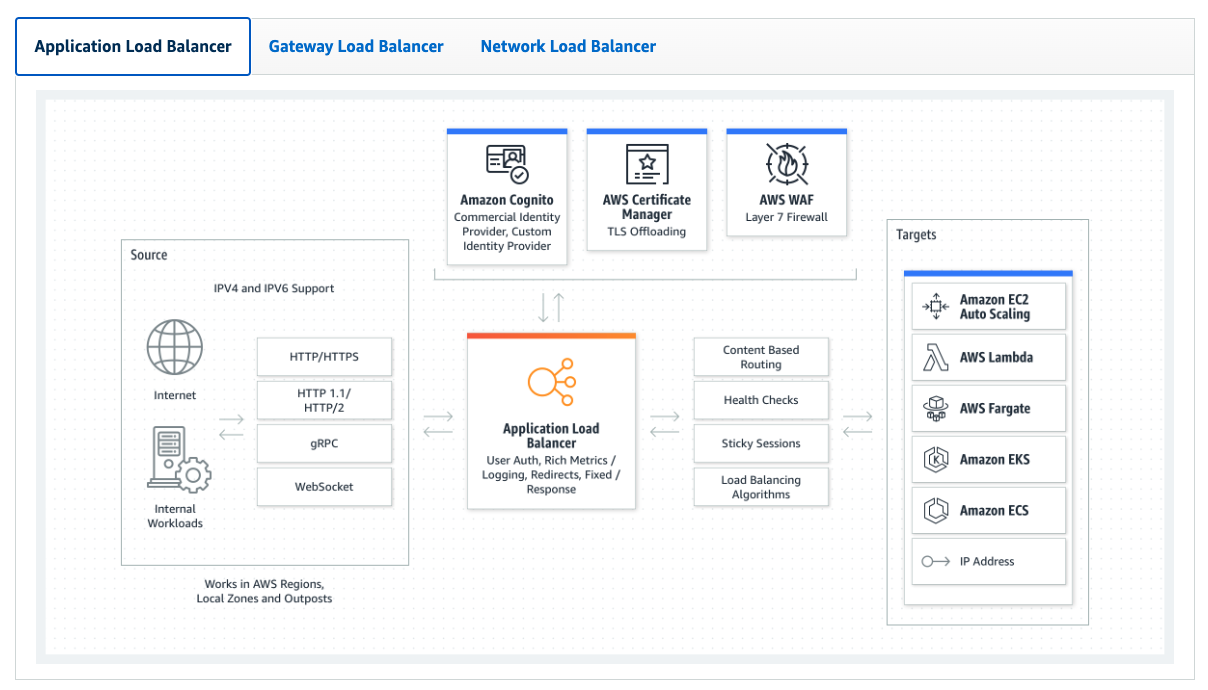 Application Load Balancer
Gateway Load Balancer
Network Load Balancer
Amazon Cognito
Commercial Identity
Provider, Custom
Identity Provider
AWS Certificate
Manager
TLS Offloading
AWS WAF
Layer 7 Firewall
Source
IPV4 and IPV6 Support
Internet
Internal
Workloads
HTTP/HTTPS
HTTP 1.1/
HTTP/2
gRPC
WebSocket
Works in AWS Regions,
Local Zones and Outposts
Application Load
Balancer
User Auth, Rich Metrics /
Logging, Redirects, Fixed /
Response
Content Based
Routing
Health Checks
Sticky Sessions
Load Balancing
Algorithms
Targets
Amazon EC2
Auto Scaling
AWS Lambda
AWS Fargate
Amazon EKS
Amazon ECS
IP Address